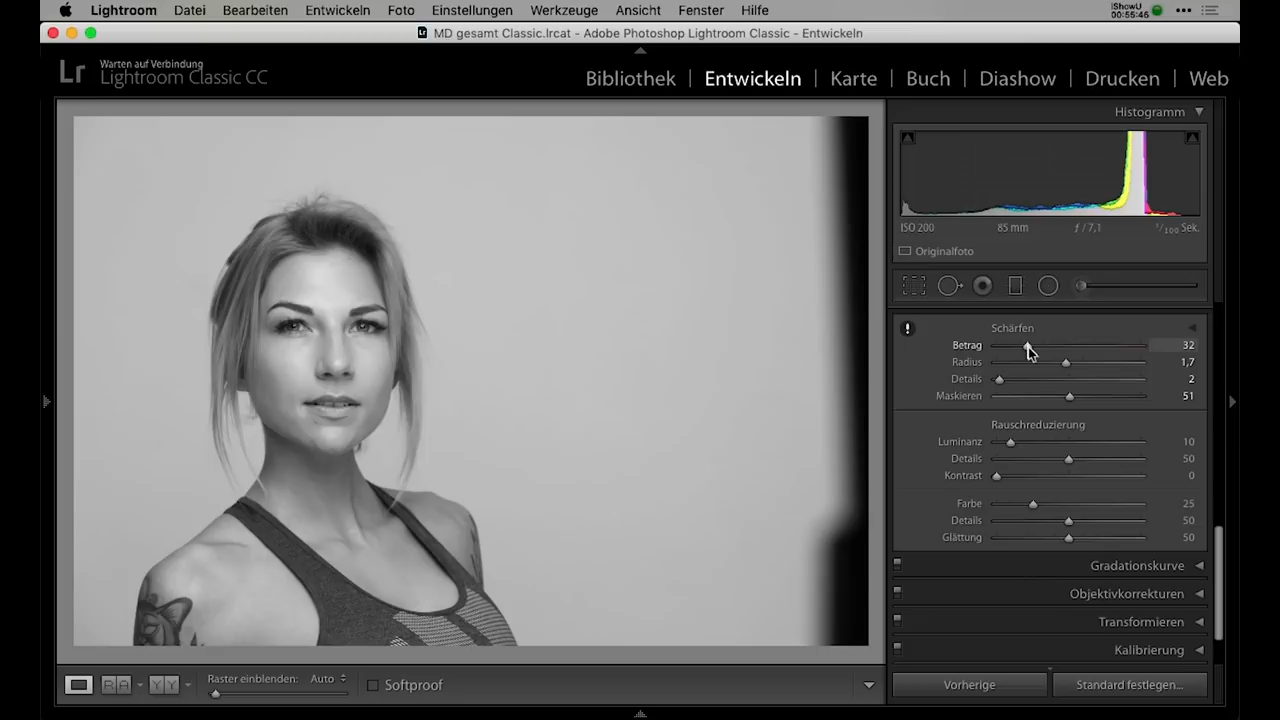 Lightroom Datei Bearbeiten Entwickeln Foto Einstellungen Werkzeuge Ansicht Fenster Hilfe
iShowU
00:55:46
Lr MD gesamt Classic.lrcat - Adobe Photoshop Lightroom Classic - Entwickeln
Lr
Warten auf Verbindung
Lightroom Classic CC
Bibliothek | Entwickeln | Karte | Buch | Diashow | Drucken | Web
Histogramm
ISO 200 85 mm ƒ / 7,1 1/100 Sek.
Originalfoto
Schärfen
Betrag 32
Radius 1,7
Details 2
Maskieren 51
Rauschreduzierung
Luminanz 10
Details 50
Kontrast 0
Farbe 25
Details 50
Glättung 50
Gradationskurve
Objektivkorrekturen
Transformieren
Kalibrierung
R A Y Y Raster einblenden: Auto Softproof
Vorherige Standard festlegen...